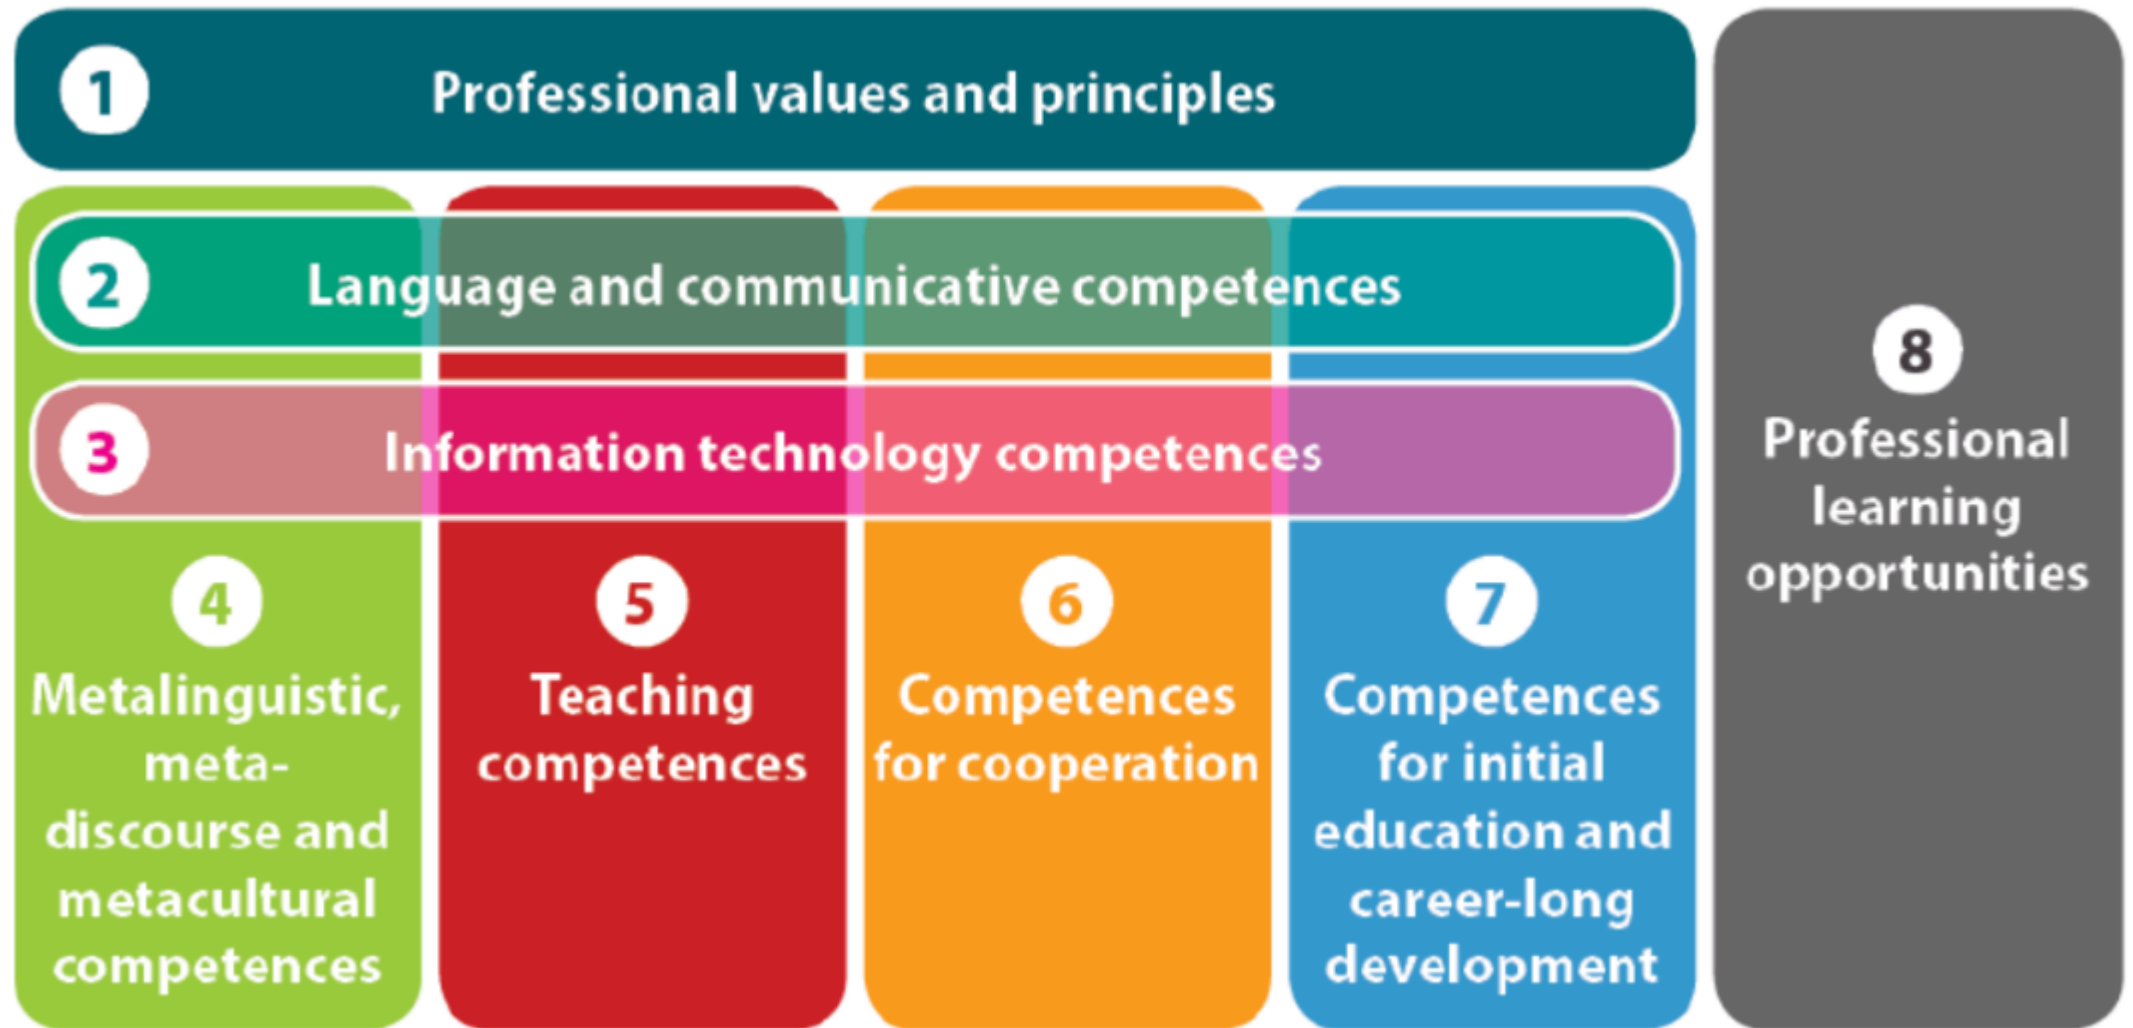 1
Professional values and principles
2
Language and communicative competences
3
Information technology competences
4
Metalinguistic,
meta-
discourse and
metacultural
competences
5
Teaching
competences
6
Competences
for cooperation
7
Competences
for initial
education and
career-long
development
8
Professional
learning
opportunities